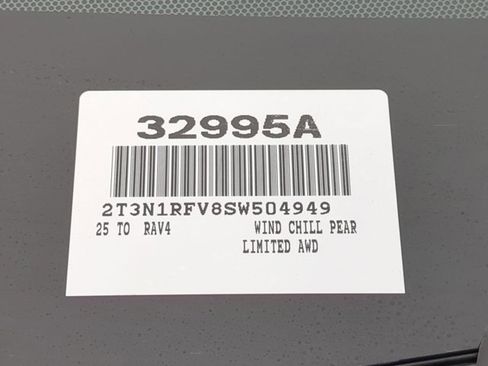 32995A
2T3N1RFV8SW504949
25 TO RAV4 WIND CHILL PEAR
LIMITED AWD